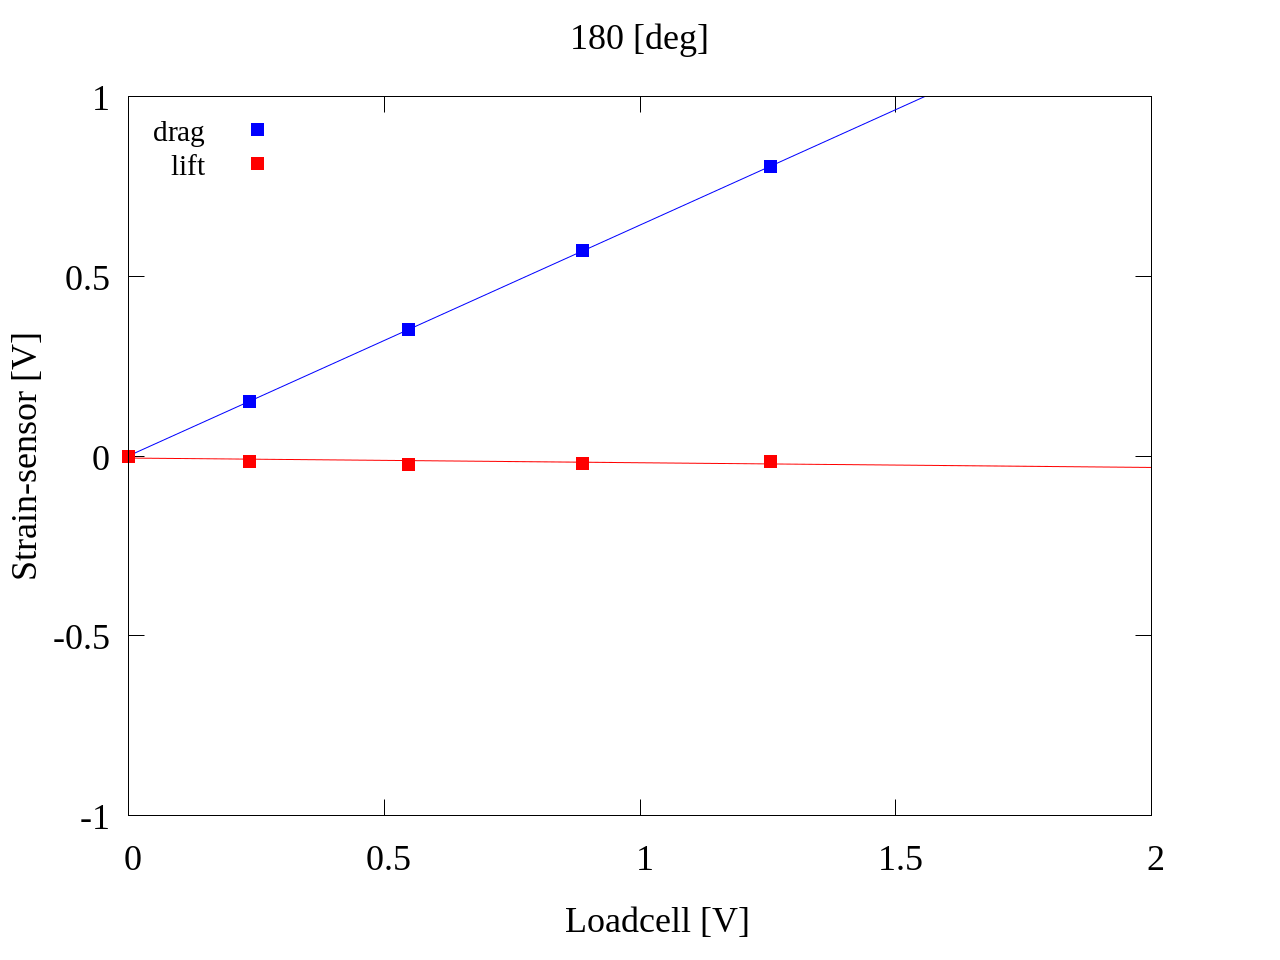 180 [deg]
1
drag
lift
0.5
0
-0.5
-1
Strain-sensor [V]
0 0.5 1 1.5 2
Loadcell [V]